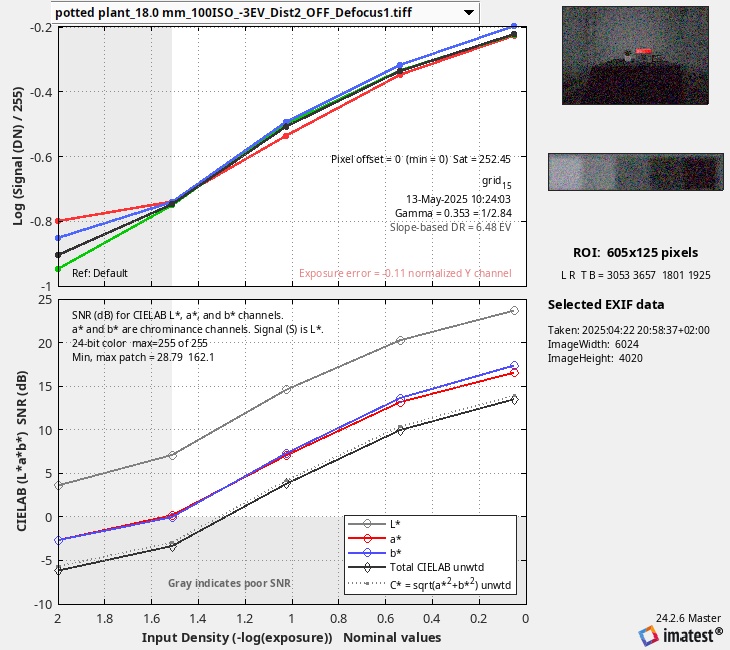 potted plant_18.0 mm_100ISO_-3EV_Dist2_OFF_Defocus1.tiff
-0.2
-0.4
-0.6
-0.8
-1
Log (Signal (DN) / 255)
Pixel offset = 0 (min = 0) Sat = 252.45
grid15
13-May-2025 10:24:03
Gamma = 0.353 = 1/2.84
Slope-based DR = 6.48 EV
Ref: Default
Exposure error = -0.11 normalized Y channel
25
20
15
10
5
0
-5
-10
CIELAB (L*a*b*) SNR (dB)
SNR (dB) for CIELAB L*, a*, and b* channels.
a* and b* are chrominance channels. Signal (S) is L*.
24-bit color max=255 of 255
Min, max patch = 28.79 162.1
L*
a*
b*
Total CIELAB unwtd
C* = sqrt(a*2+b*2) unwtd
Gray indicates poor SNR
2 1.8 1.6 1.4 1.2 1 0.8 0.6 0.4 0.2 0
Input Density (-log(exposure)) Nominal values
ROI: 605x125 pixels
L R T B = 3053 3657 1801 1925
Selected EXIF data
Taken: 2025:04:22 20:58:37+02:00
ImageWidth: 6024
ImageHeight: 4020
24.2.6 Master
imatest®